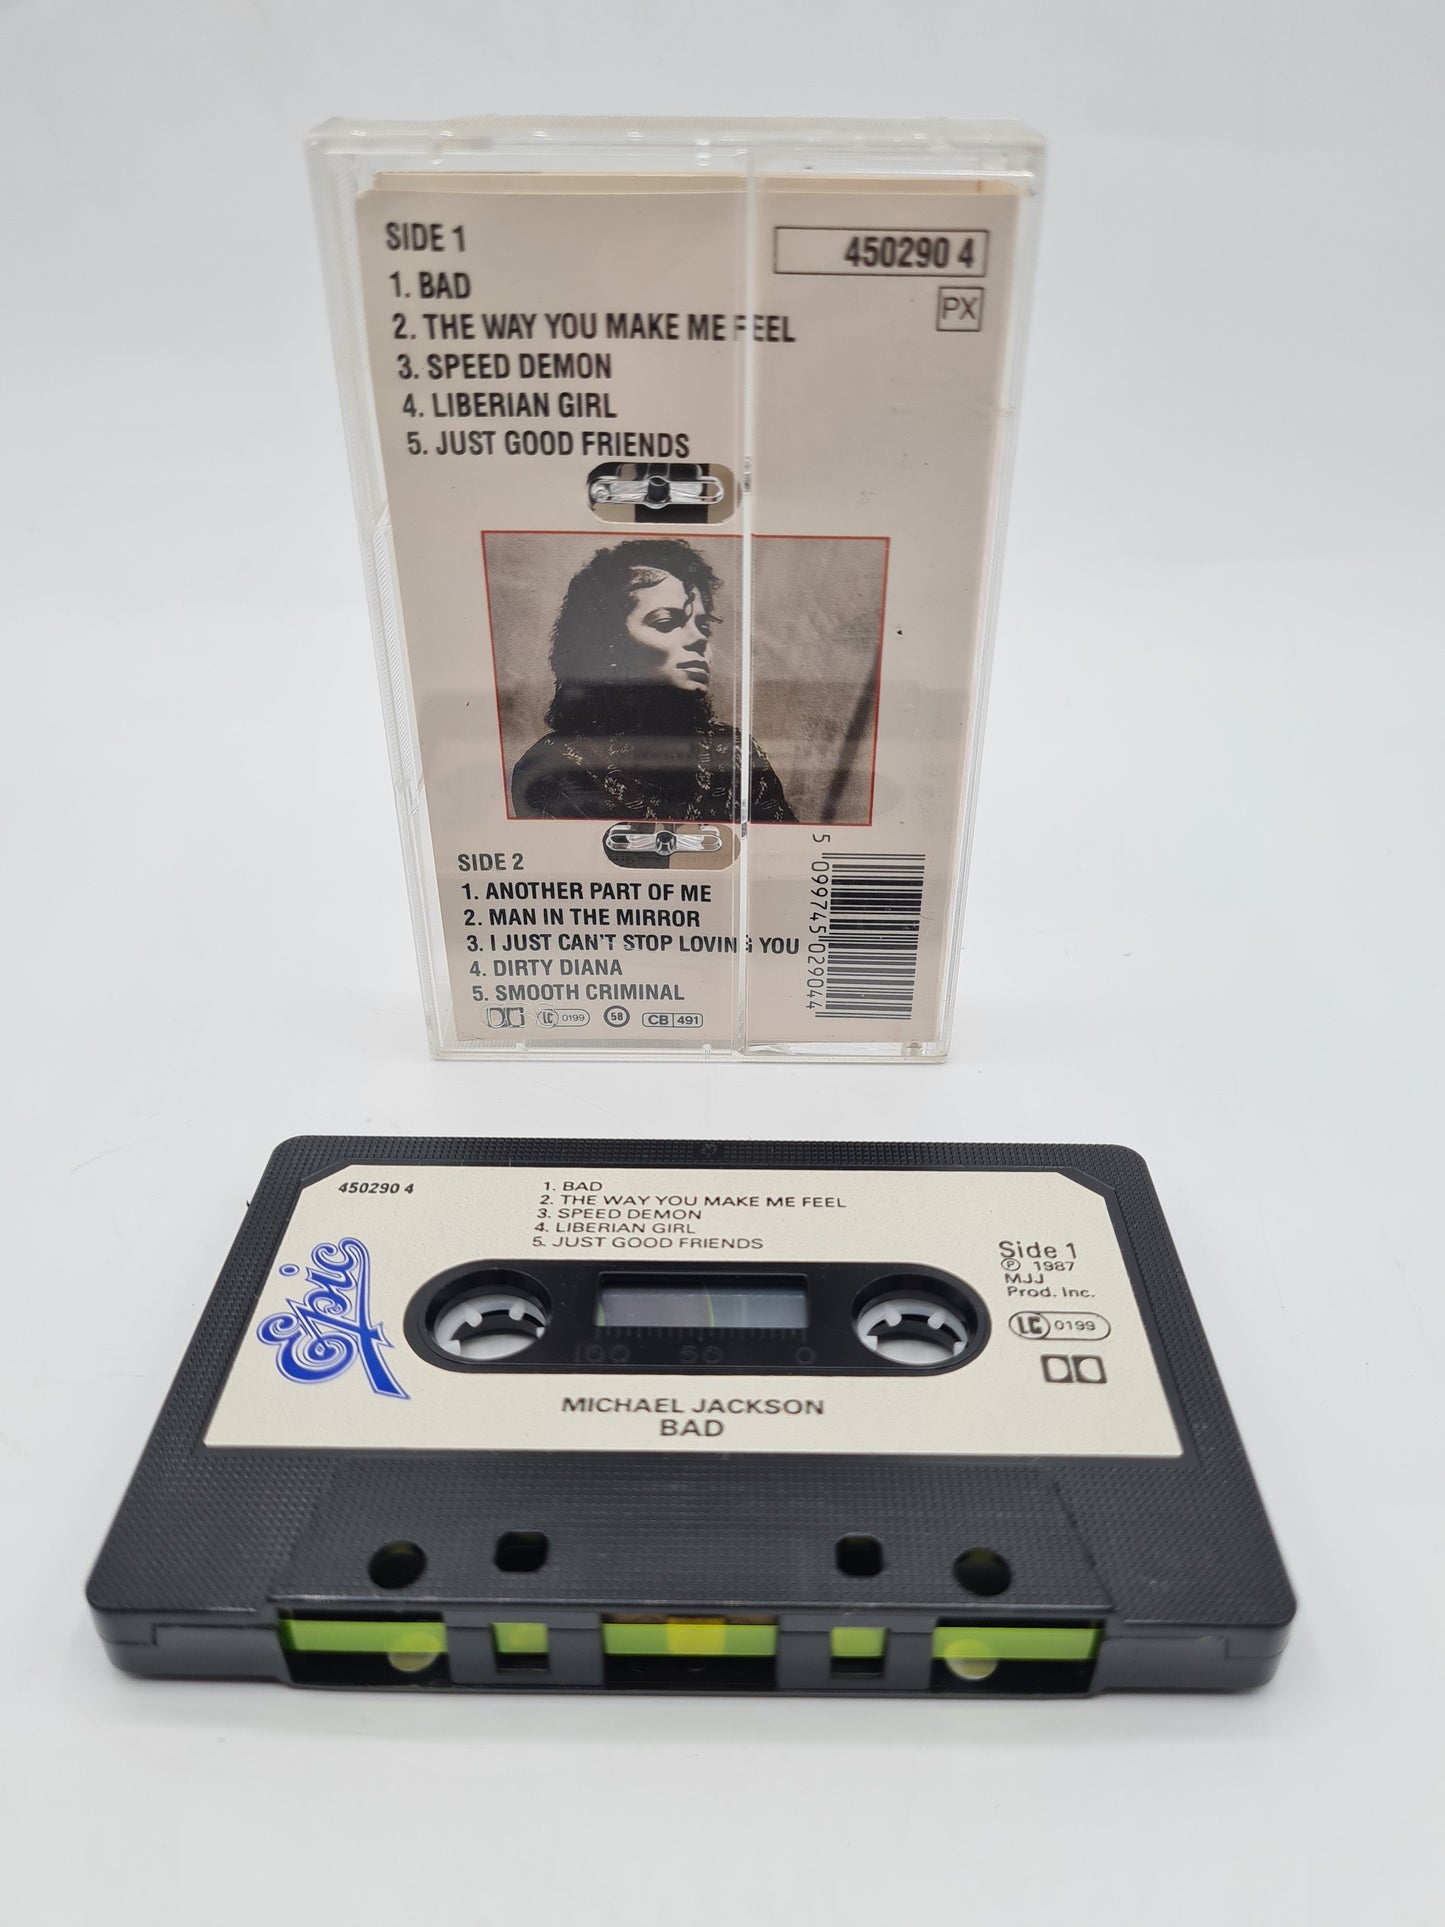 SIDE 1
1. BAD
2. THE WAY YOU MAKE ME FEEL
3. SPEED DEMON
4. LIBERIAN GIRL
5. JUST GOOD FRIENDS
450290 4
PX
SIDE 2
1. ANOTHER PART OF ME
2. MAN IN THE MIRROR
3. I JUST CAN'T STOP LOVING YOU
4. DIRTY DIANA
5. SMOOTH CRIMINAL
LC 0199 58 CB 491
5 099745 029044
450290 4
1. BAD
2. THE WAY YOU MAKE ME FEEL
3. SPEED DEMON
4. LIBERIAN GIRL
5. JUST GOOD FRIENDS
Epic
Side 1
℗ 1987
MJJ
Prod. Inc.
LC 0199
100 50 0
MICHAEL JACKSON
BAD